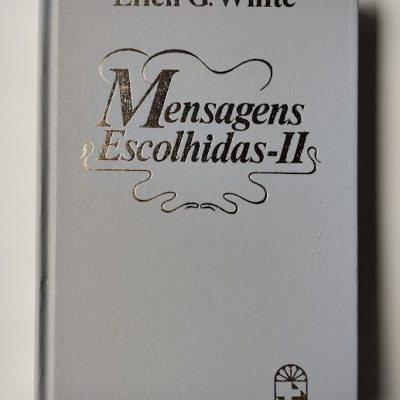 Ellen G. White
Mensagens
Escolhidas-II